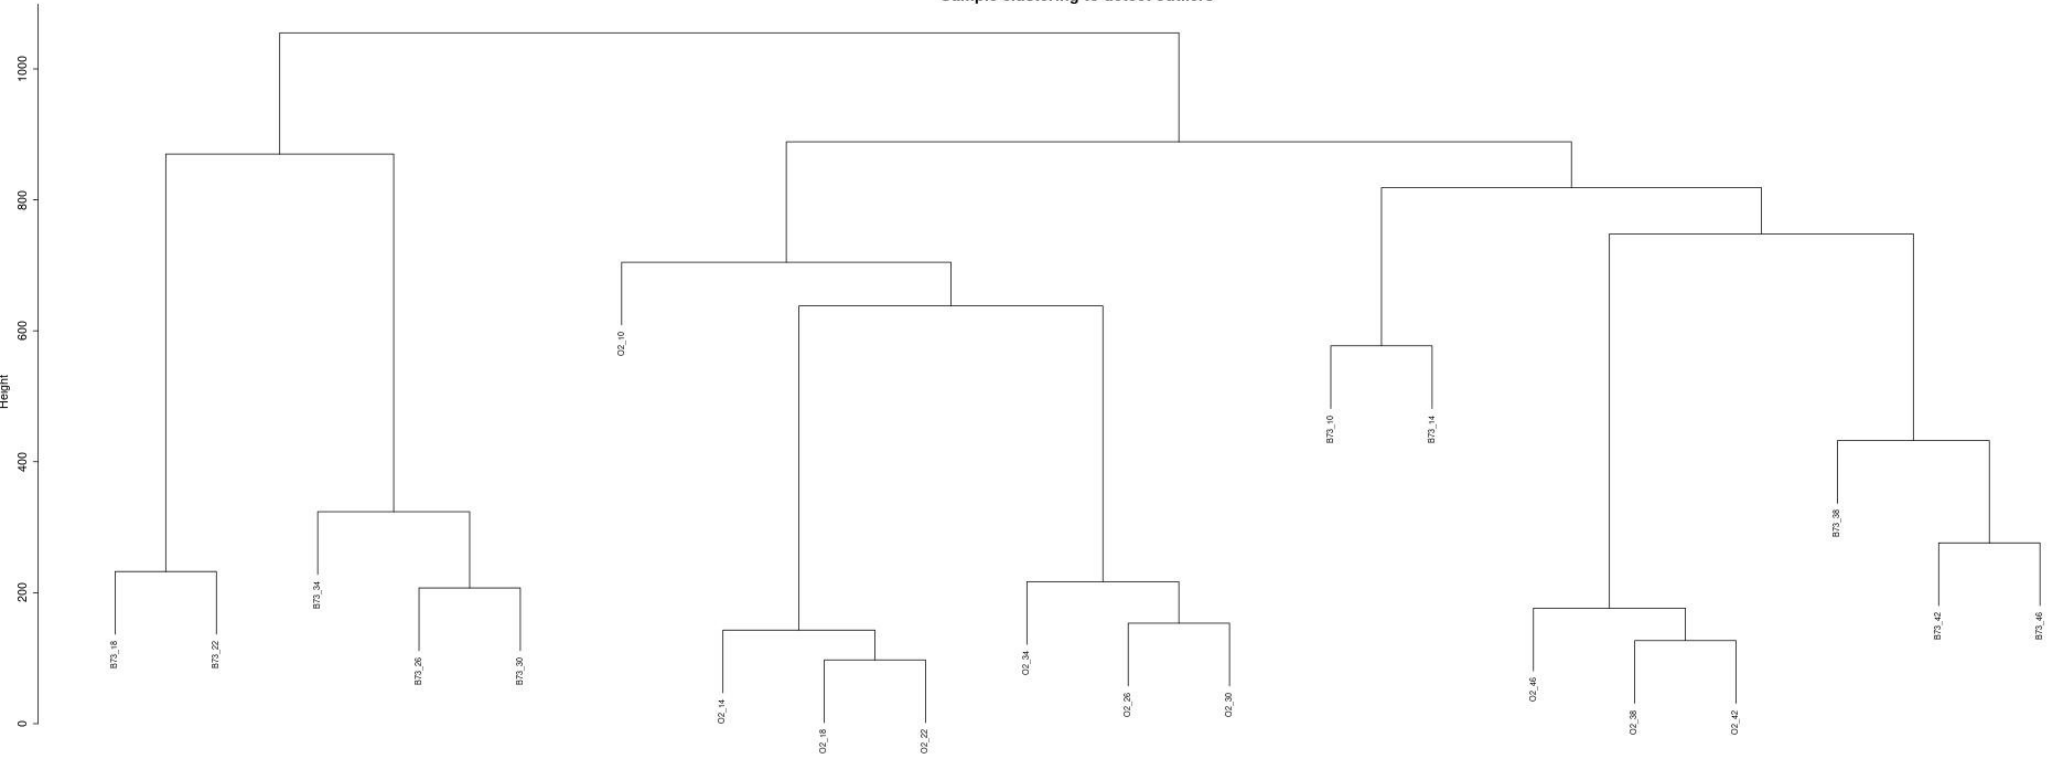 Sample clustering to detect outliers
1000
800
600
400
200
0
Height
O2_10
B73_10
B73_14
B73_38
B73_34
B73_42
B73_46
B73_18
B73_22
B73_26
B73_30
O2_34
O2_46
O2_26
O2_30
O2_14
O2_38
O2_42
O2_18
O2_22